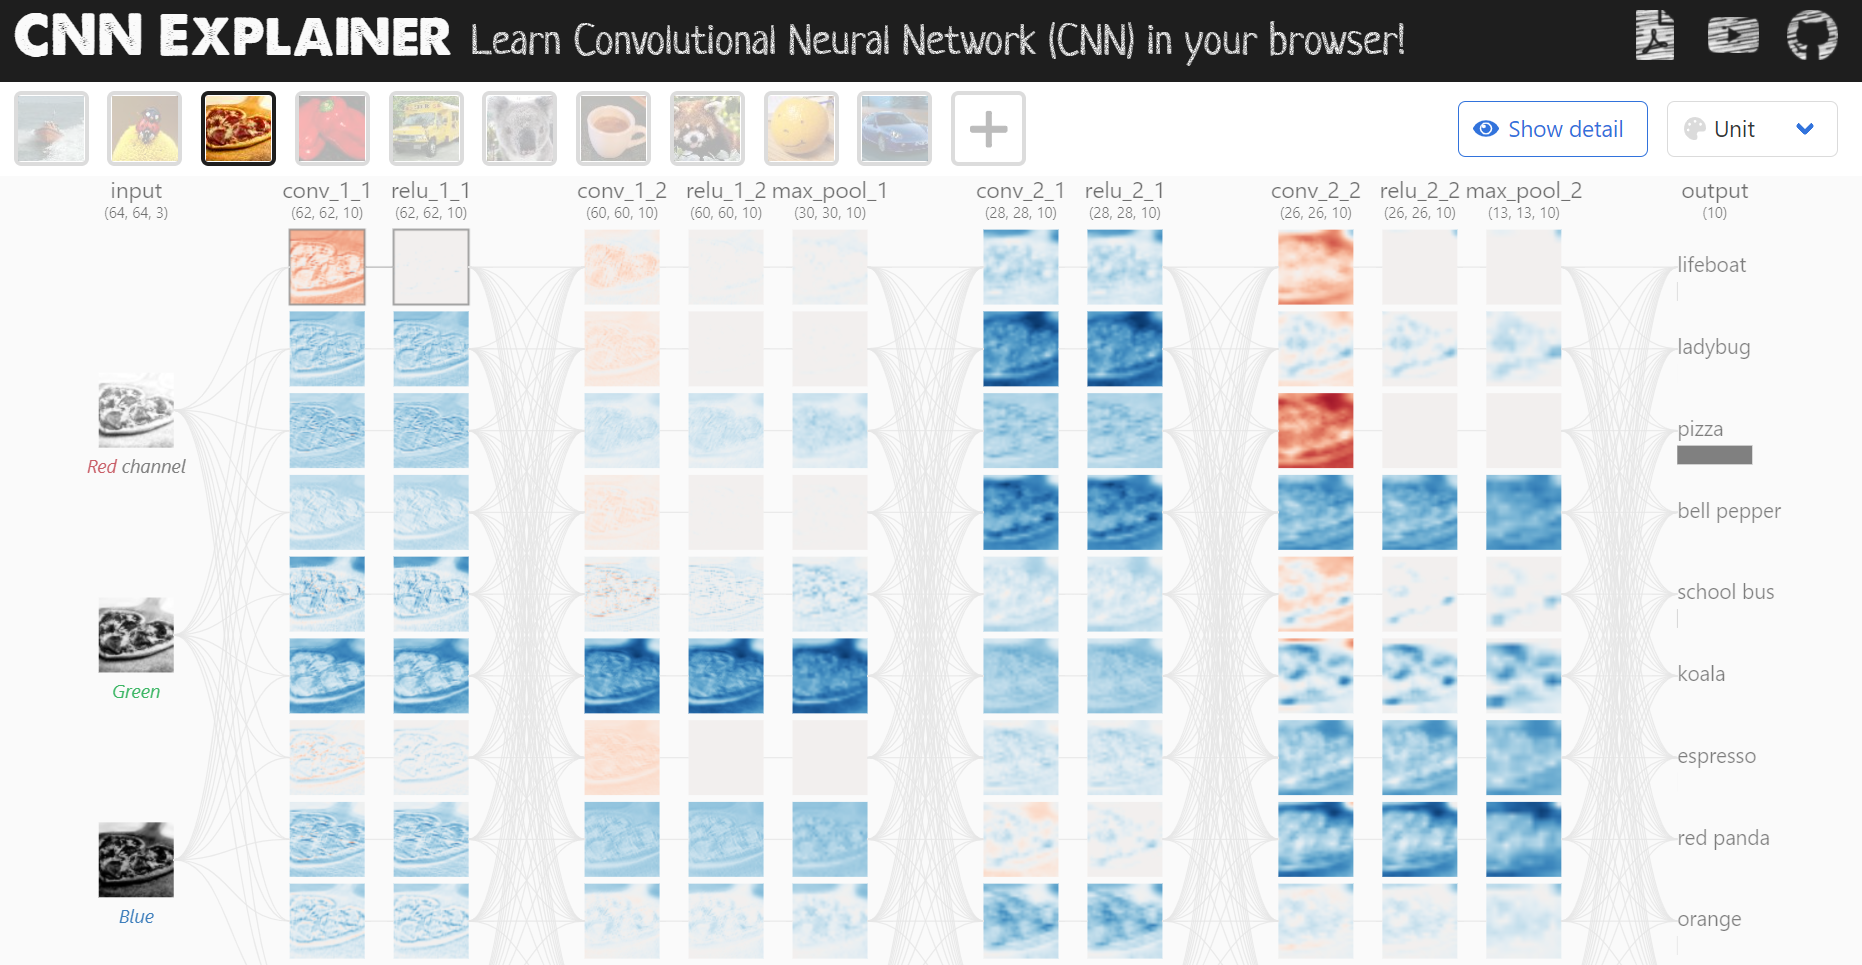 CNN EXPLAINER Learn Convolutional Neural Network (CNN) in your browser!
Show detail
Unit
input conv_1_1 relu_1_1 conv_1_2 relu_1_2 max_pool_1 conv_2_1 relu_2_1 conv_2_2 relu_2_2 max_pool_2 output
(64, 64, 3) (62, 62, 10) (62, 62, 10) (60, 60, 10) (60, 60, 10) (30, 30, 10) (28, 28, 10) (28, 28, 10) (26, 26, 10) (26, 26, 10) (13, 13, 10) (10)
lifeboat
ladybug
pizza
Red channel
bell pepper
school bus
koala
Green
espresso
red panda
Blue
orange